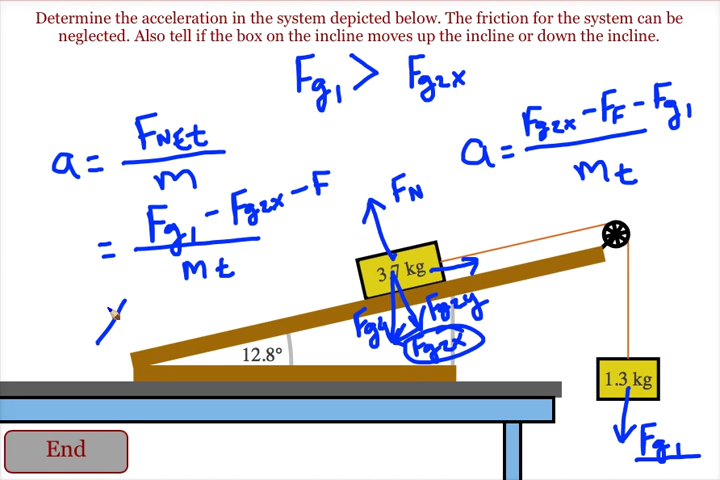 Determine the acceleration in the system depicted below. The friction for the system can be
neglected. Also tell if the box on the incline moves up the incline or down the incline.
Fg1 > Fg2x
a = FNEt / m
= Fg1 - Fg2x - F / mt
a = Fg2x - FF - Fg1 / mt
FN
3.7 kg
Fg2y
Fg2x
12.8°
1.3 kg
Fg1
End